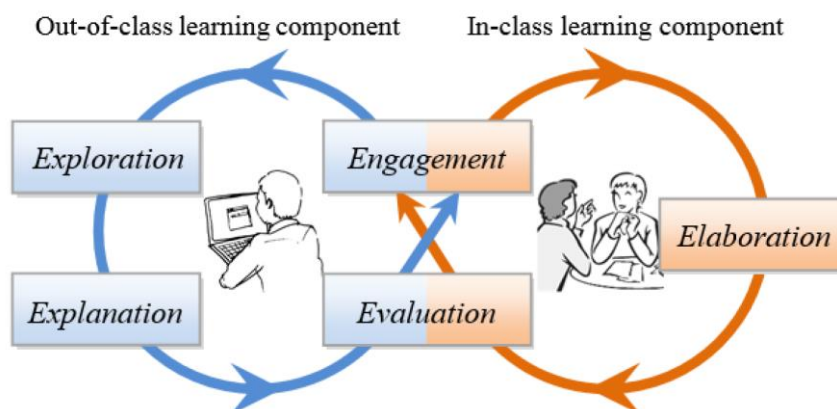 Out-of-class learning component
In-class learning component
Exploration
Engagement
Elaboration
Explanation
Evaluation